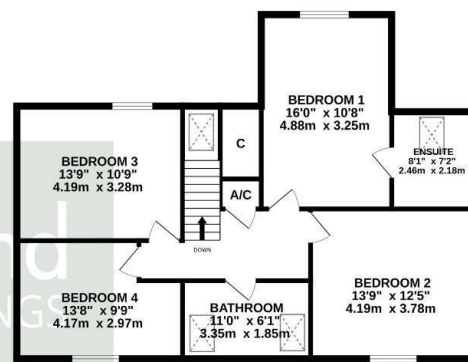 BEDROOM 1
16'0" x 10'8"
4.88m x 3.25m
BEDROOM 3
13'9" x 10'9"
4.19m x 3.28m
C
ENSUITE
8'1" x 7'2"
2.46m x 2.18m
A/C
DOWN
BEDROOM 4
13'8" x 9'9"
4.17m x 2.97m
BATHROOM
11'0" x 6'1"
3.35m x 1.85m
BEDROOM 2
13'9" x 12'5"
4.19m x 3.78m
nd
NGS